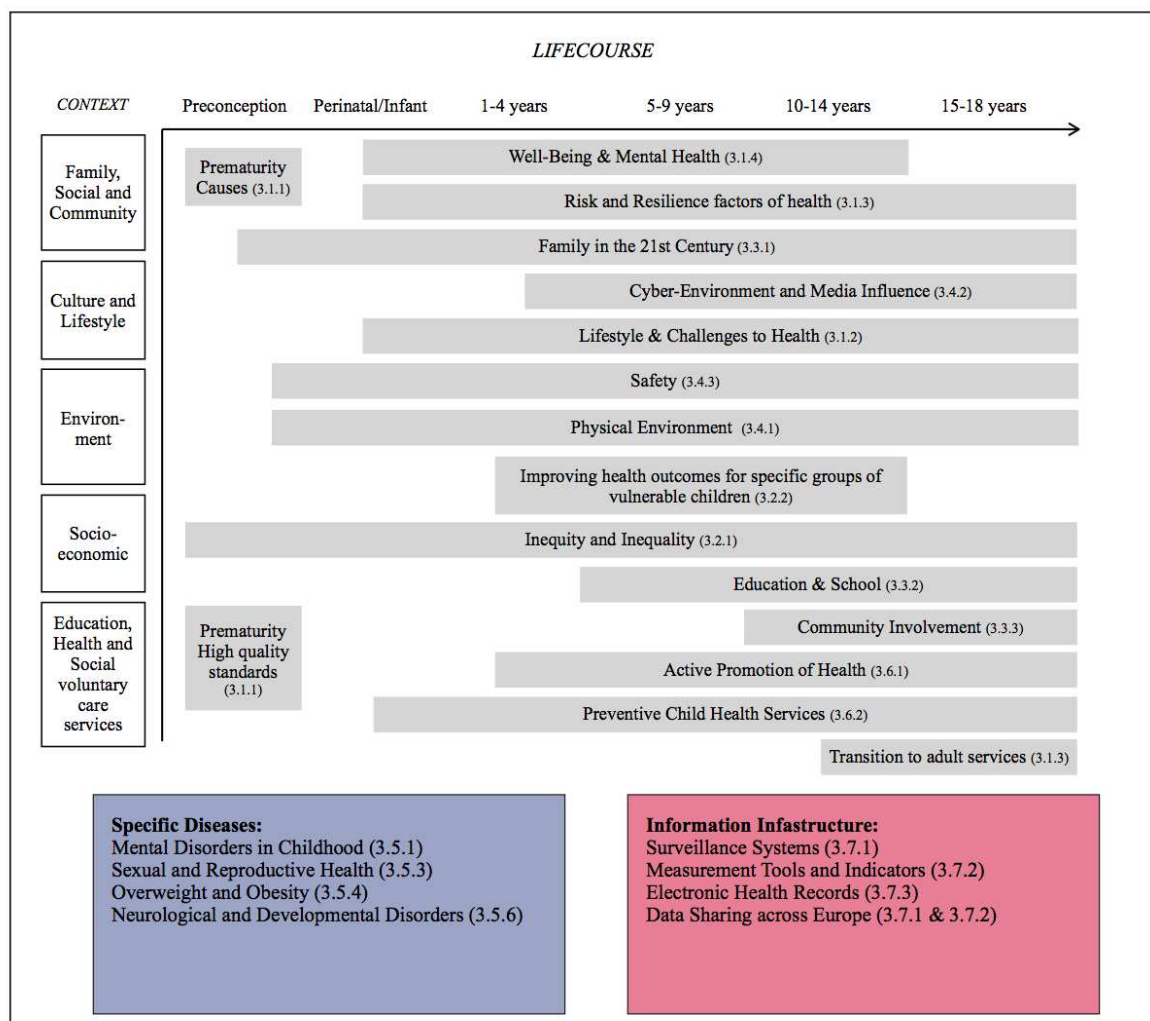 LIFECOURSE
CONTEXT
Preconception
Perinatal/Infant
1-4 years
5-9 years
10-14 years
15-18 years
Family,
Social and
Community
Prematurity
Causes (3.1.1)
Well-Being & Mental Health (3.1.4)
Risk and Resilience factors of health (3.1.3)
Family in the 21st Century (3.3.1)
Culture and
Lifestyle
Cyber-Environment and Media Influence (3.4.2)
Lifestyle & Challenges to Health (3.1.2)
Environ-
ment
Safety (3.4.3)
Physical Environment (3.4.1)
Improving health outcomes for specific groups of
vulnerable children (3.2.2)
Socio-
economic
Inequity and Inequality (3.2.1)
Education & School (3.3.2)
Education,
Health and
Social
voluntary
care
services
Prematurity
High quality
standards
(3.1.1)
Community Involvement (3.3.3)
Active Promotion of Health (3.6.1)
Preventive Child Health Services (3.6.2)
Transition to adult services (3.1.3)
Specific Diseases:
Mental Disorders in Childhood (3.5.1)
Sexual and Reproductive Health (3.5.3)
Overweight and Obesity (3.5.4)
Neurological and Developmental Disorders (3.5.6)
Information Infastructure:
Surveillance Systems (3.7.1)
Measurement Tools and Indicators (3.7.2)
Electronic Health Records (3.7.3)
Data Sharing across Europe (3.7.1 & 3.7.2)